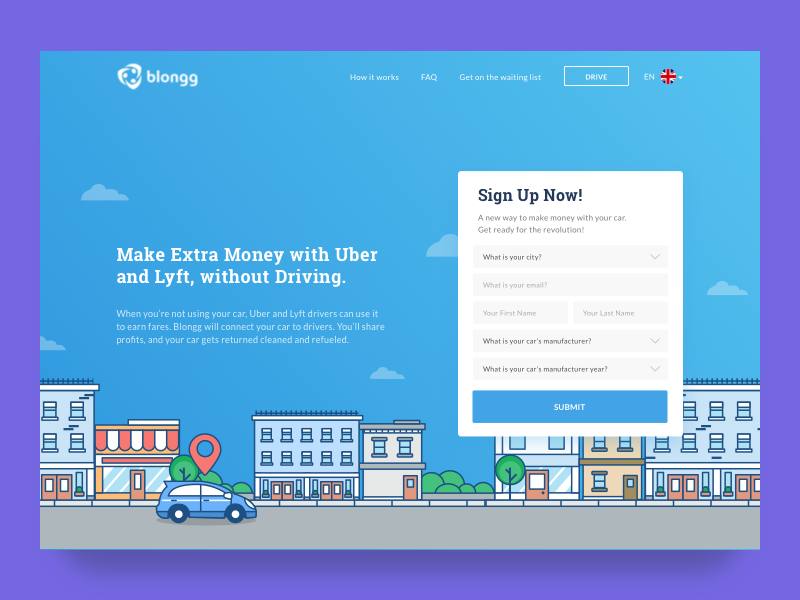 blongg
How it works
FAQ
Get on the waiting list
DRIVE
EN
Make Extra Money with Uber
and Lyft, without Driving.
When you're not using your car, Uber and Lyft drivers can use it
to earn fares. Blongg will connect your car to drivers. You'll share
profits, and your car gets returned cleaned and refueled.
Sign Up Now!
A new way to make money with your car.
Get ready for the revolution!
What is your city?
What is your email?
Your First Name
Your Last Name
What is your car's manufacturer?
What is your car's manufacturer year?
SUBMIT